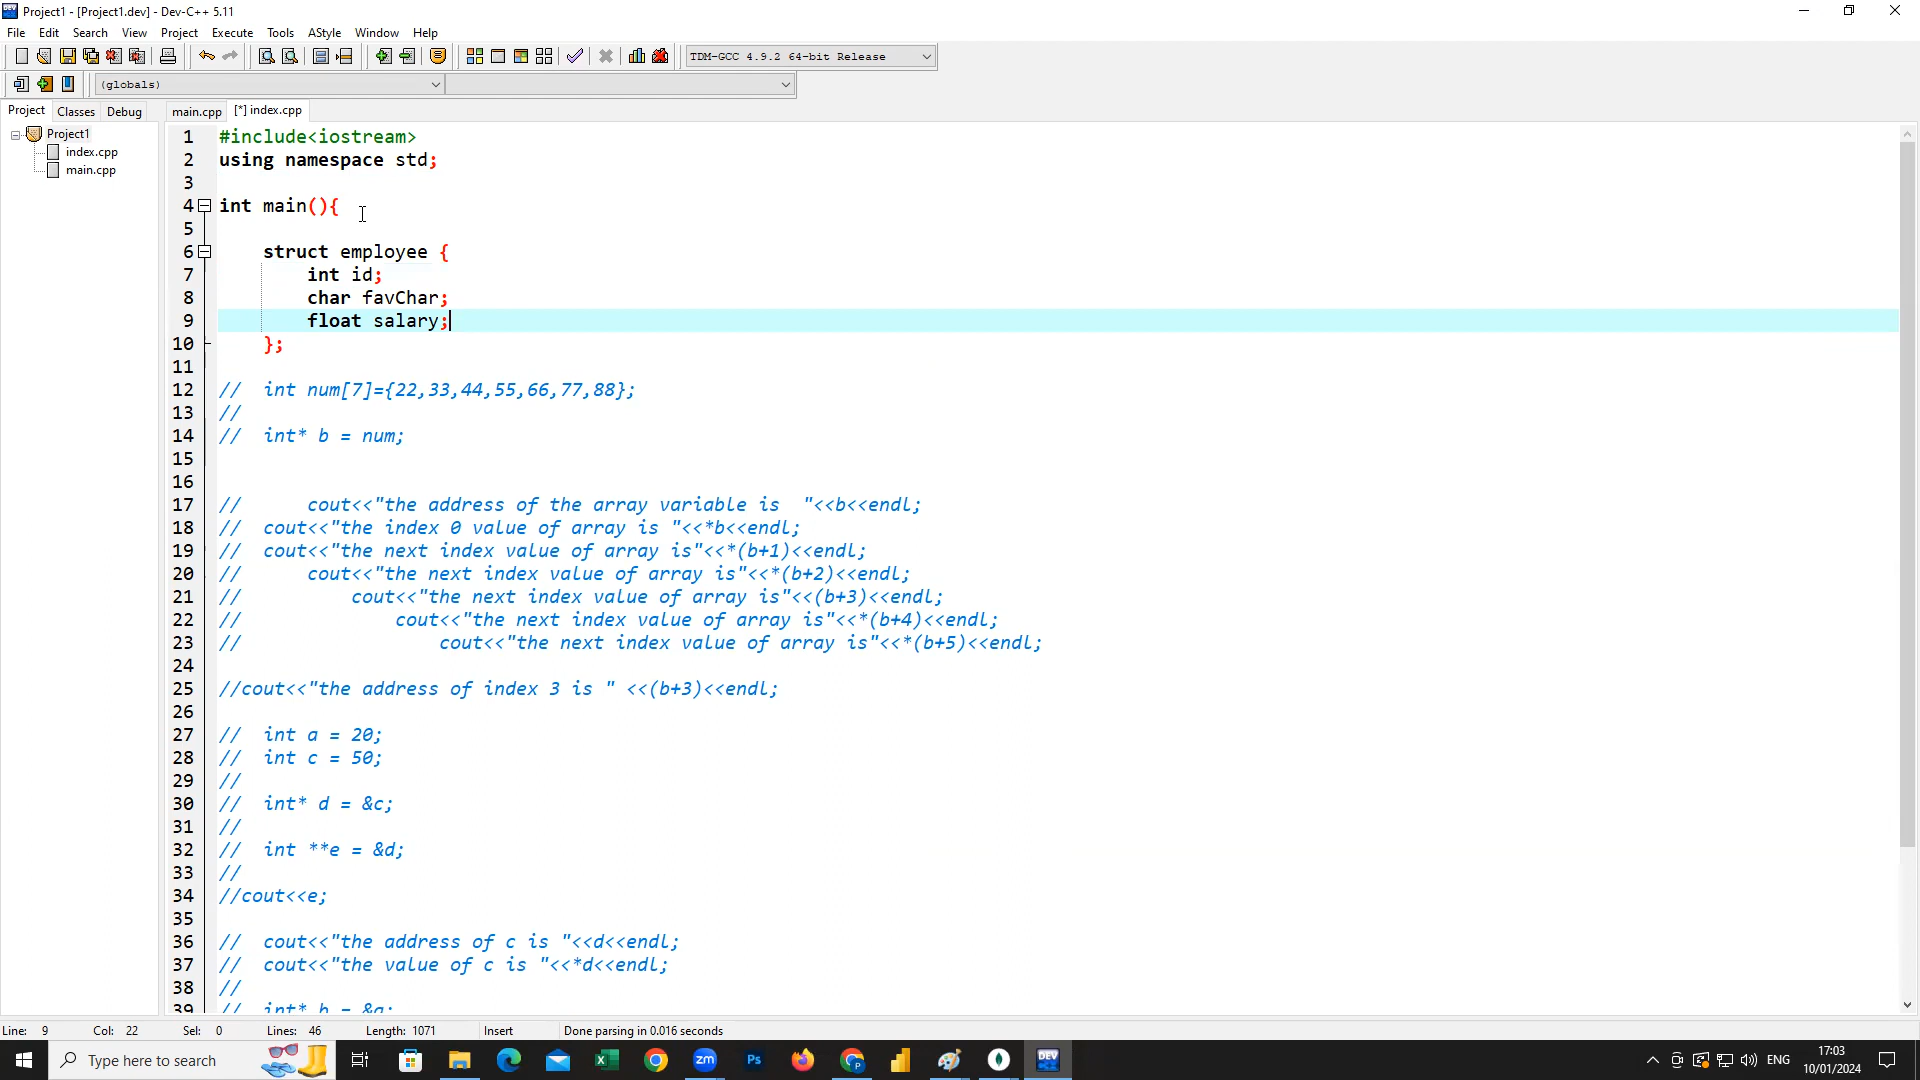 Project1 - [Project1.dev] - Dev-C++ 5.11
File Edit Search View Project Execute Tools AStyle Window Help
TDM-GCC 4.9.2 64-bit Release
(globals)
Project Classes Debug main.cpp [*] index.cpp
Project1
index.cpp
main.cpp
1 #include<iostream>
2 using namespace std;
3
4 int main(){
5
6 struct employee {
7 int id;
8 char favChar;
9 float salary;
10 };
11
12 // int num[7]={22,33,44,55,66,77,88};
13 //
14 // int* b = num;
15
16
17 // cout<<"the address of the array variable is  "<<b<<endl;
18 // cout<<"the index 0 value of array is "<<*b<<endl;
19 // cout<<"the next index value of array is"<<*(b+1)<<endl;
20 // cout<<"the next index value of array is"<<*(b+2)<<endl;
21 // cout<<"the next index value of array is"<<(b+3)<<endl;
22 // cout<<"the next index value of array is"<<*(b+4)<<endl;
23 // cout<<"the next index value of array is"<<*(b+5)<<endl;
24
25 //cout<<"the address of index 3 is " <<(b+3)<<endl;
26
27 // int a = 20;
28 // int c = 50;
29 //
30 // int* d = &c;
31 //
32 // int **e = &d;
33 //
34 //cout<<e;
35
36 // cout<<"the address of c is "<<d<<endl;
37 // cout<<"the value of c is "<<*d<<endl;
38 //
39 // int* b = &a;
Line: 9 Col: 22 Sel: 0 Lines: 46 Length: 1071 Insert Done parsing in 0.016 seconds
Type here to search
zm
Ps
DEV
ENG
17:03
10/01/2024